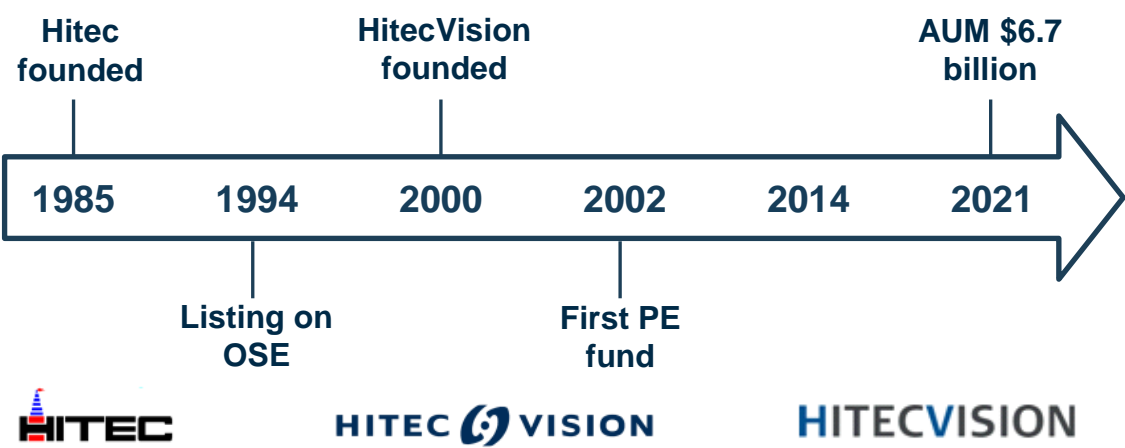 Hitec
founded
HitecVision
founded
AUM $6.7
billion
1985 1994 2000 2002 2014 2021
Listing on
OSE
First PE
fund
HITEC
HITEC VISION
HITECVISION